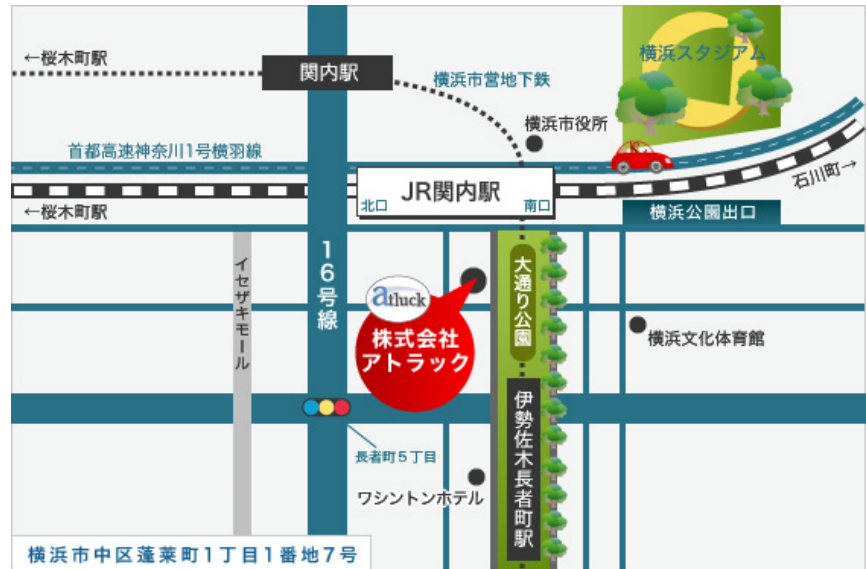 ←桜木町駅
関内駅
横浜市営地下鉄
横浜スタジアム
横浜市役所
首都高速神奈川1号横羽線
JR関内駅
北口
南口
石川町→
←桜木町駅
横浜公園出口
イセザキモール
16号線
atluck
株式会社
アトラック
大通り公園
横浜文化体育館
伊勢佐木長者町駅
長者町5丁目
ワシントンホテル
横浜市中区蓬莱町1丁目1番地7号